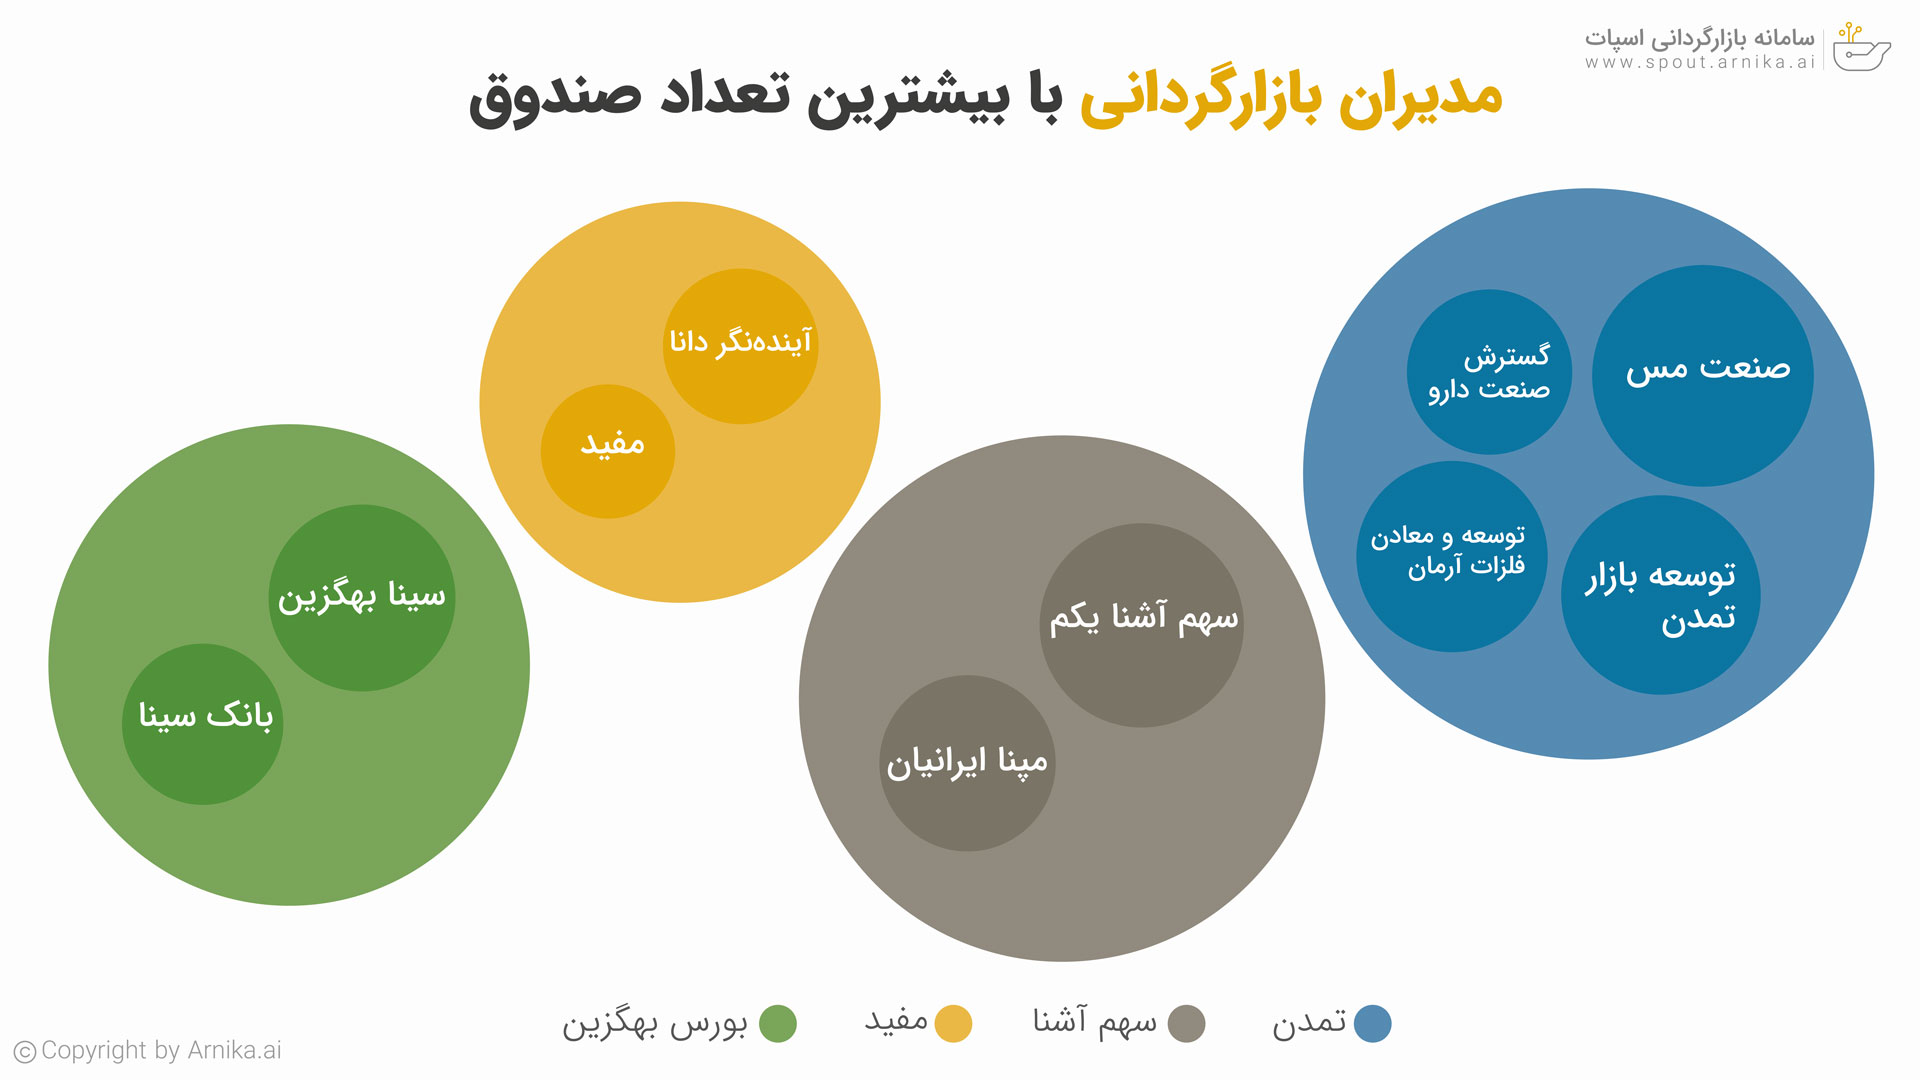 سامانه بازارگردانی اسپات
www.spout.arnika.ai
مدیران بازارگردانی با بیشترین تعداد صندوق
صنعت مس
گسترش
صنعت دارو
توسعه و معادن
فلزات آرمان
توسعه بازار
تمدن
آینده‌نگر دانا
مفید
سهم آشنا یکم
مپنا ایرانیان
سینا بهگزین
بانک سینا
تمدن
سهم آشنا
مفید
بورس بهگزین
© Copyright by Arnika.ai